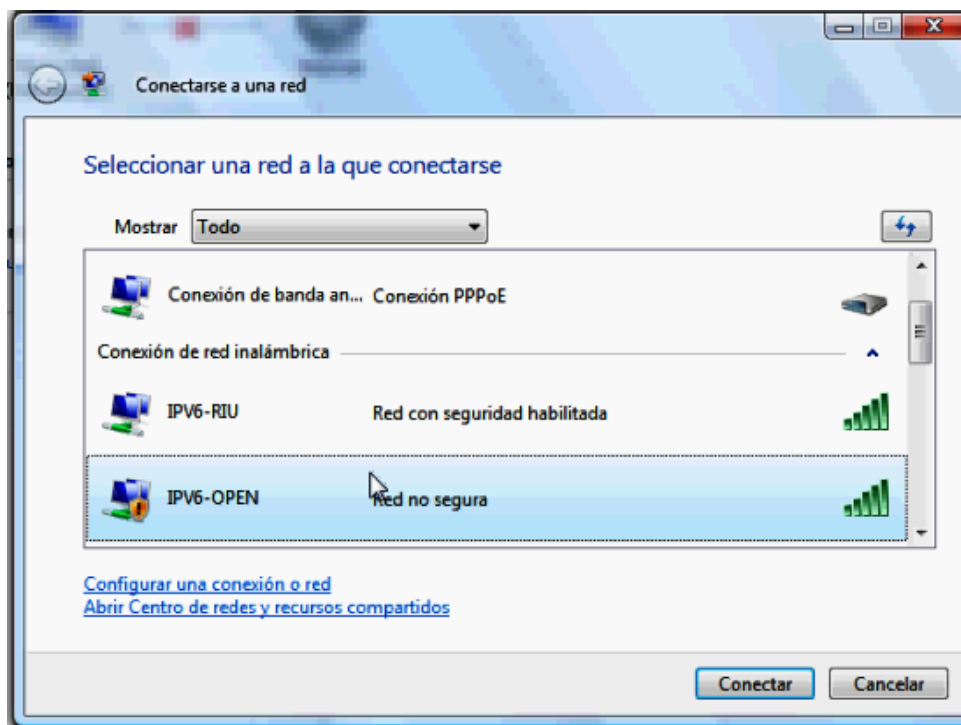 Conectarse a una red
Seleccionar una red a la que conectarse
Mostrar Todo
Conexión de banda an... Conexión PPPoE
Conexión de red inalámbrica
IPV6-RIU Red con seguridad habilitada
IPV6-OPEN Red no segura
Configurar una conexión o red
Abrir Centro de redes y recursos compartidos
Conectar Cancelar